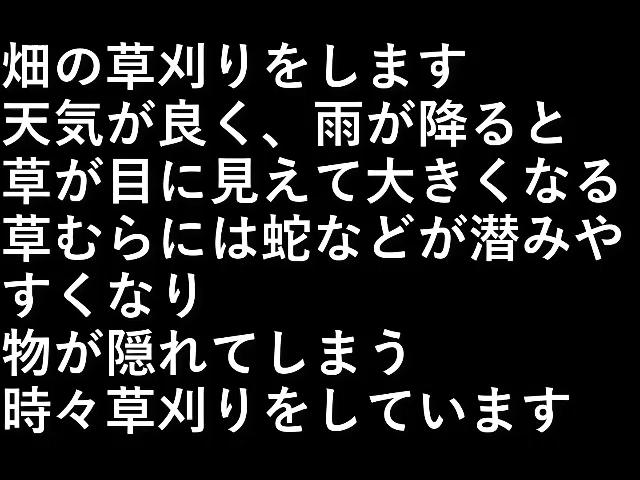 畑の草刈りをします
天気が良く、雨が降ると
草が目に見えて大きくなる
草むらには蛇などが潜みや
すくなり
物が隠れてしまう
時々草刈りをしています